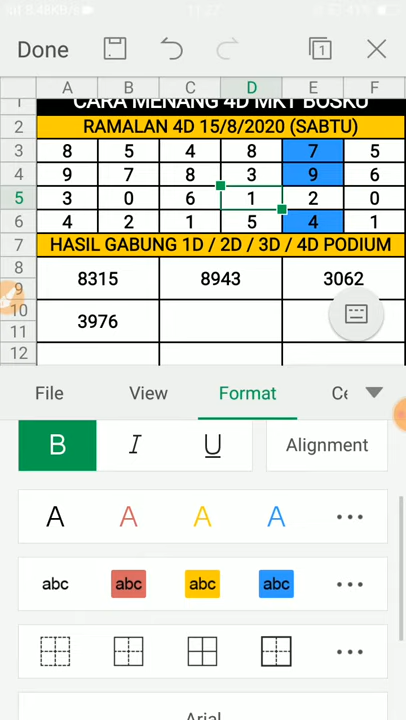 Done 1
A B C D E F
1 CARA MENANG 4D MKT BOSKU
2 RAMALAN 4D 15/8/2020 (SABTU)
3 8 5 4 8 7 5
4 9 7 8 3 9 6
5 3 0 6 1 2 0
6 4 2 1 5 4 1
7 HASIL GABUNG 1D / 2D / 3D / 4D PODIUM
8 8315 8943 3062
9
10 3976
11
12
File View Format Ce
B I U Alignment
A A A A
abc abc abc abc
Arial